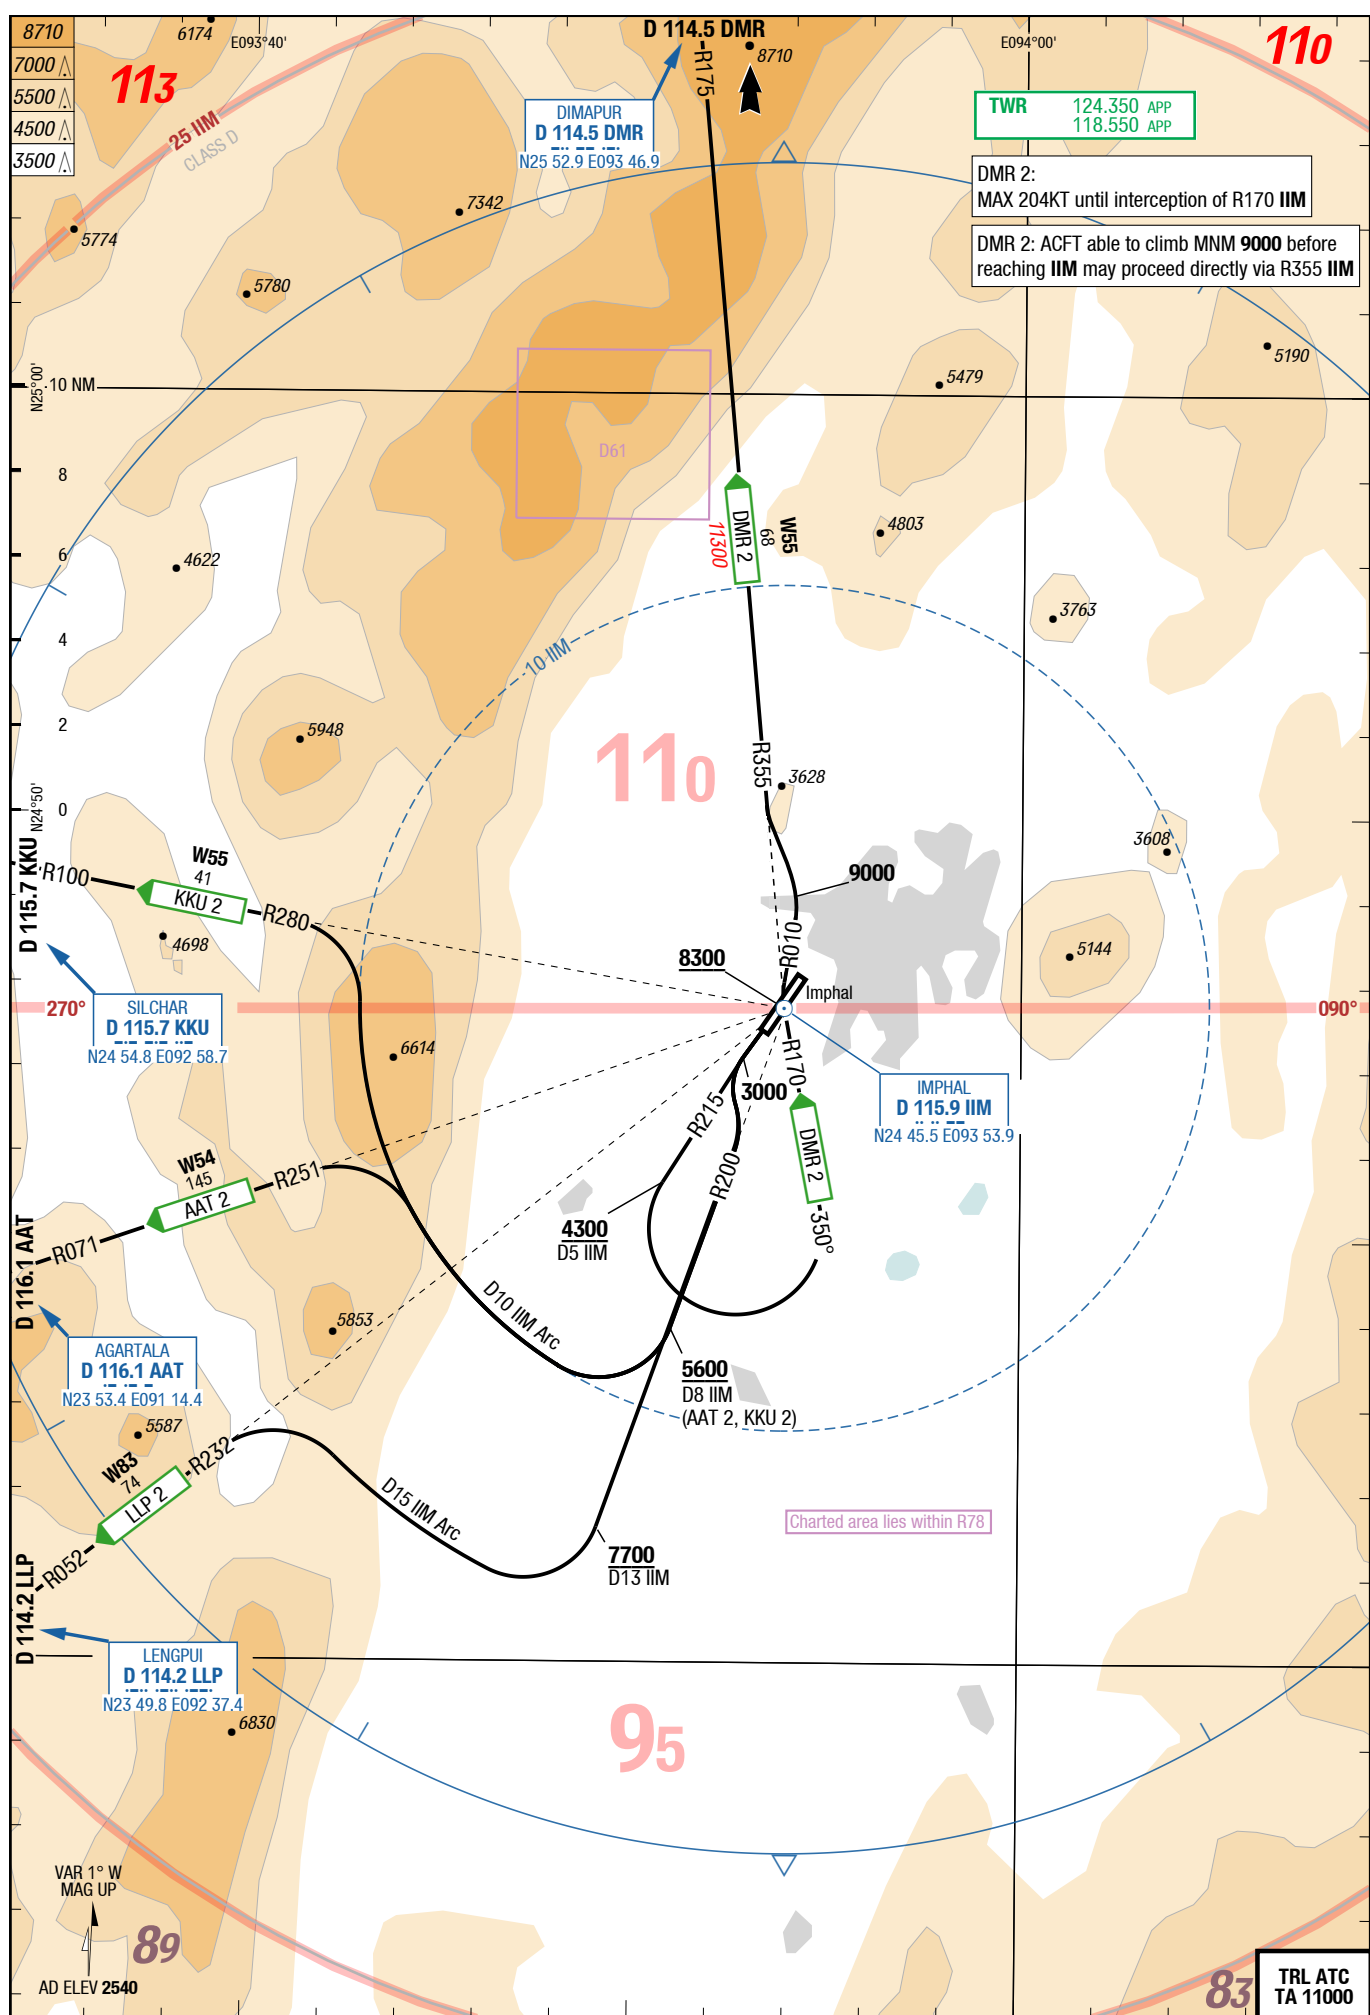 8710
7000
5500
4500
3500
6174
E093°40'
113
25 IIM
CLASS D
D 114.5 DMR
R175
8710
E094°00'
110
TWR 124.350 APP
118.550 APP
DIMAPUR
D 114.5 DMR
N25 52.9 E093 46.9
DMR 2:
MAX 204KT until interception of R170 IIM
DMR 2: ACFT able to climb MNM 9000 before
reaching IIM may proceed directly via R355 IIM
7342
5774
5780
5190
5479
N25°00'
10 NM
D61
8
4803
DMR 2
68
W55
11300
6
4622
3763
4
10 IIM
2
5948
110
R355
3628
N24°50'
0
3608
D 115.7 KKU
R100
W55
41
KKU 2
R280
9000
4698
R010
8300
5144
Imphal
270°
090°
SILCHAR
D 115.7 KKU
N24 54.8 E092 58.7
6614
R170
3000
IMPHAL
D 115.9 IIM
N24 45.5 E093 53.9
R215
DMR 2
W54
145
AAT 2
R251
R200
R071
D 116.1 AAT
4300
D5 IIM
350°
D10 IIM Arc
5853
AGARTALA
D 116.1 AAT
N23 53.4 E091 14.4
5600
D8 IIM
(AAT 2, KKU 2)
5587
W83
74
LLP 2
R232
D15 IIM Arc
Charted area lies within R78
7700
D13 IIM
R052
D 114.2 LLP
LENGPUI
D 114.2 LLP
N23 49.8 E092 37.4
6830
95
VAR 1° W
MAG UP
89
AD ELEV 2540
83
TRL ATC
TA 11000